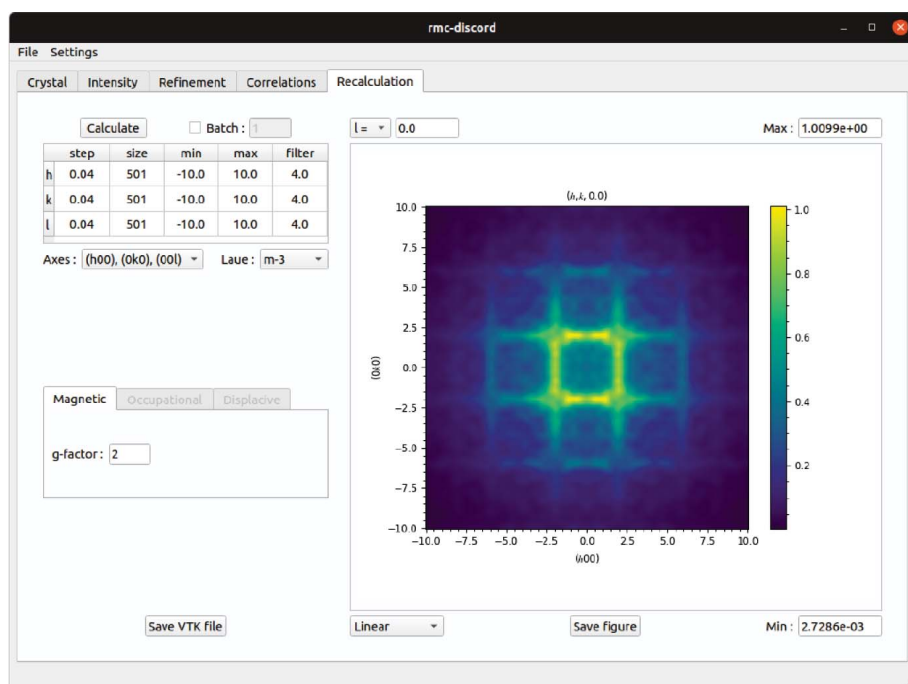 rmc-discord
File Settings
Crystal Intensity Refinement Correlations Recalculation
Calculate Batch : 1 l = 0.0 Max : 1.0099e+00
step size min max filter
h 0.04 501 -10.0 10.0 4.0
k 0.04 501 -10.0 10.0 4.0
l 0.04 501 -10.0 10.0 4.0
Axes : (h00), (0k0), (00l) Laue : m-3
Magnetic Occupational Displacive
g-factor : 2
(h,k, 0.0)
10.0
7.5
5.0
2.5
0.0
−2.5
−5.0
−7.5
−10.0
(0k0)
−10.0 −7.5 −5.0 −2.5 0.0 2.5 5.0 7.5 10.0
(h00)
1.0
0.8
0.6
0.4
0.2
Save VTK file Linear Save figure Min : 2.7286e-03